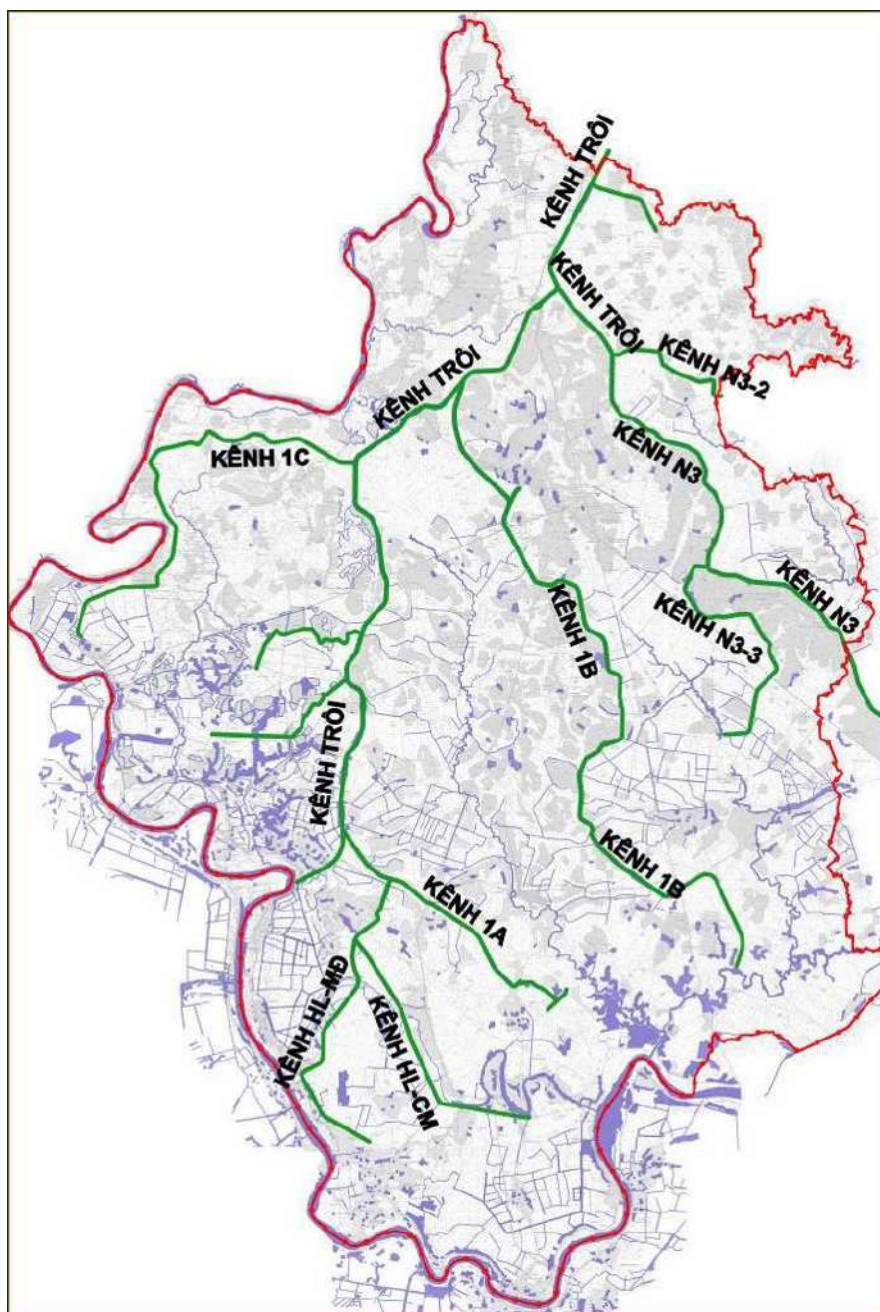 KÊNH TRÔI
KÊNH TRÔI
KÊNH N3-2
KÊNH TRÔI
KÊNH 1C
KÊNH N3
KÊNH N3
KÊNH 1B
KÊNH N3-3
KÊNH TRÔI
KÊNH 1B
KÊNH 1A
KÊNH HL-MĐ
KÊNH HL-CM